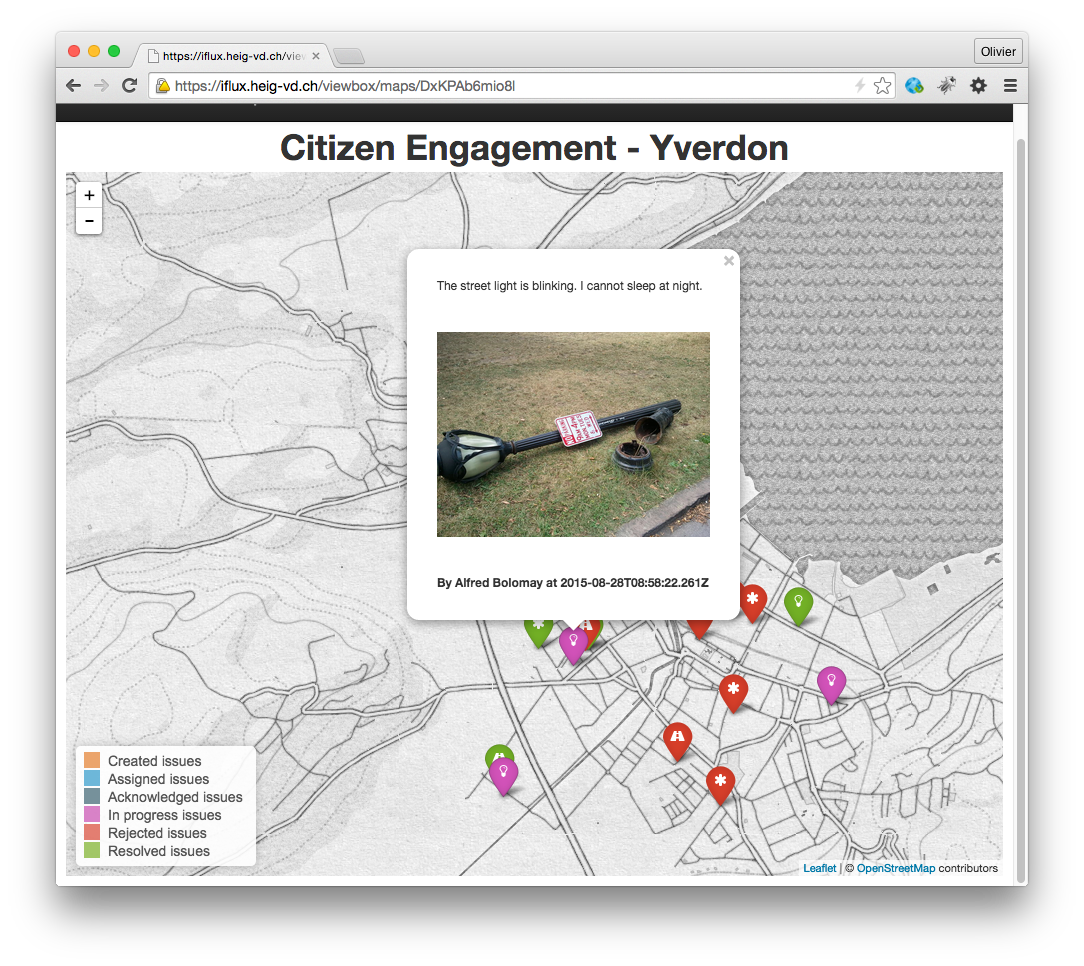 https://iflux.heig-vd.ch/view
Olivier
https://iflux.heig-vd.ch/viewbox/maps/DxKPAb6mio8l
Citizen Engagement - Yverdon
+
-
×
The street light is blinking. I cannot sleep at night.
By Alfred Bolomay at 2015-08-28T08:58:22.261Z
Created issues
Assigned issues
Acknowledged issues
In progress issues
Rejected issues
Resolved issues
Leaflet | © OpenStreetMap contributors